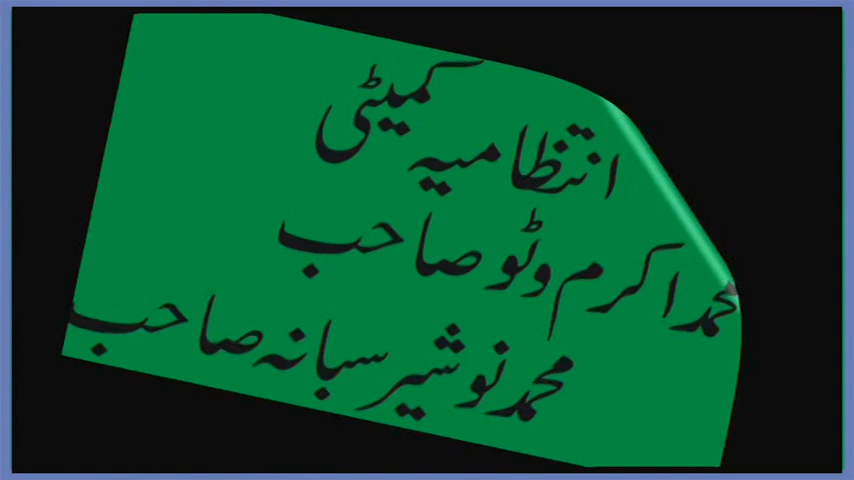 انتظامیہ کمیٹی
محمد اکرم وٹو صاحب
محمد نوشیر سبانہ صاحب